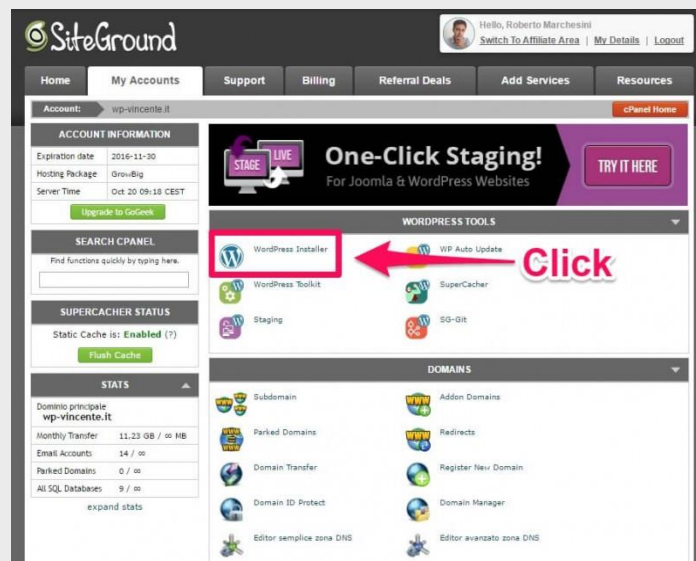 SiteGround
Hello, Roberto Marchesini
Switch To Affiliate Area | My Details | Logout
Home My Accounts Support Billing Referral Deals Add Services Resources
Account: wp-vincente.it cPanel Home
ACCOUNT INFORMATION
Expiration date 2016-11-30
Hosting Package GrowBig
Server Time Oct 20 09:18 CEST
Upgrade to GoGeek
SEARCH CPANEL
Find functions quickly by typing here.
SUPERCACHER STATUS
Static Cache is: Enabled (?)
Flush Cache
STATS
Dominio principale
wp-vincente.it
Monthly Transfer 11,23 GB / ∞ MB
Email Accounts 14 / ∞
Parked Domains 0 / ∞
All SQL Databases 9 / ∞
expand stats
STAGE LIVE
One-Click Staging!
For Joomla & WordPress Websites
TRY IT HERE
WORDPRESS TOOLS
WordPress Installer WP Auto Update
Click
WordPress Toolkit SuperCacher
Staging SG-Git
DOMAINS
Subdomain Addon Domains
Parked Domains Redirects
Domain Transfer Register New Domain
Domain ID Protect Domain Manager
Editor semplice zona DNS Editor avanzato zona DNS